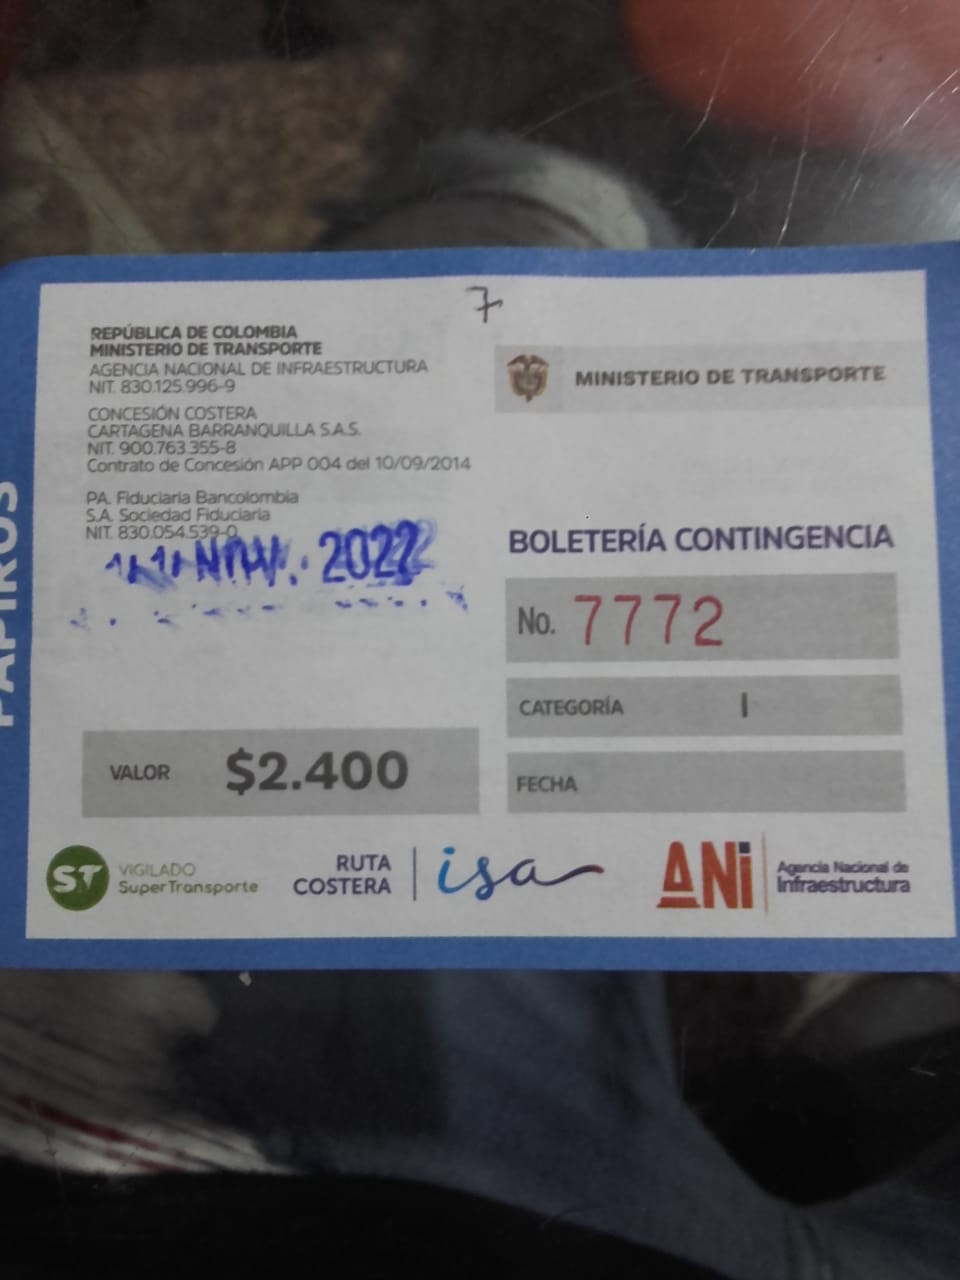 7
REPÚBLICA DE COLOMBIA
MINISTERIO DE TRANSPORTE
AGENCIA NACIONAL DE INFRAESTRUCTURA
NIT. 830.125.996-9
CONCESIÓN COSTERA
CARTAGENA BARRANQUILLA S.A.S.
NIT. 900.763.355-8
Contrato de Concesión APP 004 del 10/09/2014
PA. Fiduciaria Bancolombia
S.A. Sociedad Fiduciaria
NIT. 830.054.539-0
NOV. 2022
VALOR $2.400
MINISTERIO DE TRANSPORTE
BOLETERÍA CONTINGENCIA
No. 7772
CATEGORÍA I
FECHA
ST VIGILADO
SuperTransporte
RUTA
COSTERA
isa
ANi
Agencia Nacional de
Infraestructura
PAPIROS